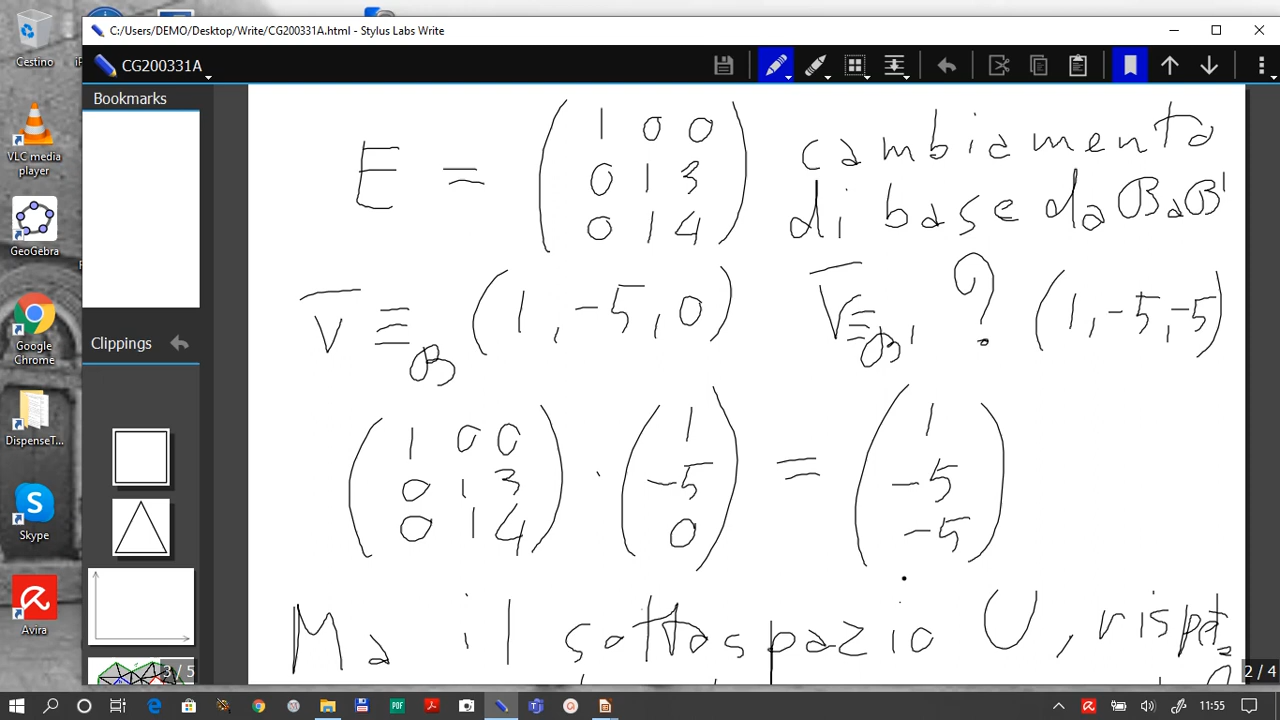 Cestino
C:/Users/DEMO/Desktop/Write/CG200331A.html - Stylus Labs Write
CG200331A
Bookmarks
VLC media player
GeoGebra
Google Chrome
Clippings
DispenseT...
Skype
Avira
E = (1 0 0
0 1 3
0 1 4)
cambiamento
di base da B a B'
v ≡B (1, -5, 0) v ≡B' ? (1, -5, -5)
(1 0 0
0 1 3
0 1 4) · (1
-5
0) = (1
-5
-5)
Ma il sottospazio U, rispet
3 / 5
2 / 4
11:55